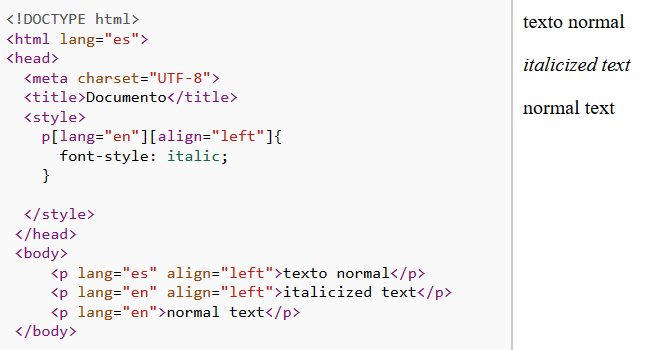 <!DOCTYPE html>
<html lang="es">
<head>
<meta charset="UTF-8">
<title>Documento</title>
<style>
p[lang="en"][align="left"]{
font-style: italic;
}
</style>
</head>
<body>
<p lang="es" align="left">texto normal</p>
<p lang="en" align="left">italicized text</p>
<p lang="en">normal text</p>
</body>
texto normal
italicized text
normal text